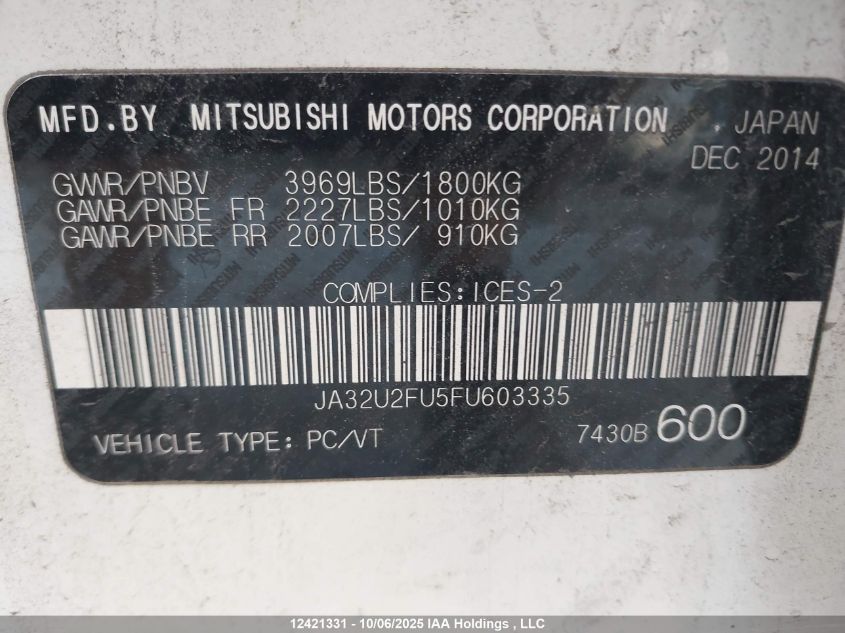 MFD.BY MITSUBISHI MOTORS CORPORATION . JAPAN
DEC 2014
GVWR/PNBV 3969LBS/1800KG
GAWR/PNBE FR 2227LBS/1010KG
GAWR/PNBE RR 2007LBS/ 910KG
COMPLIES:ICES-2
JA32U2FU5FU603335
VEHICLE TYPE: PC/VT 7430B 600
12421331 - 10/06/2025 IAA Holdings , LLC